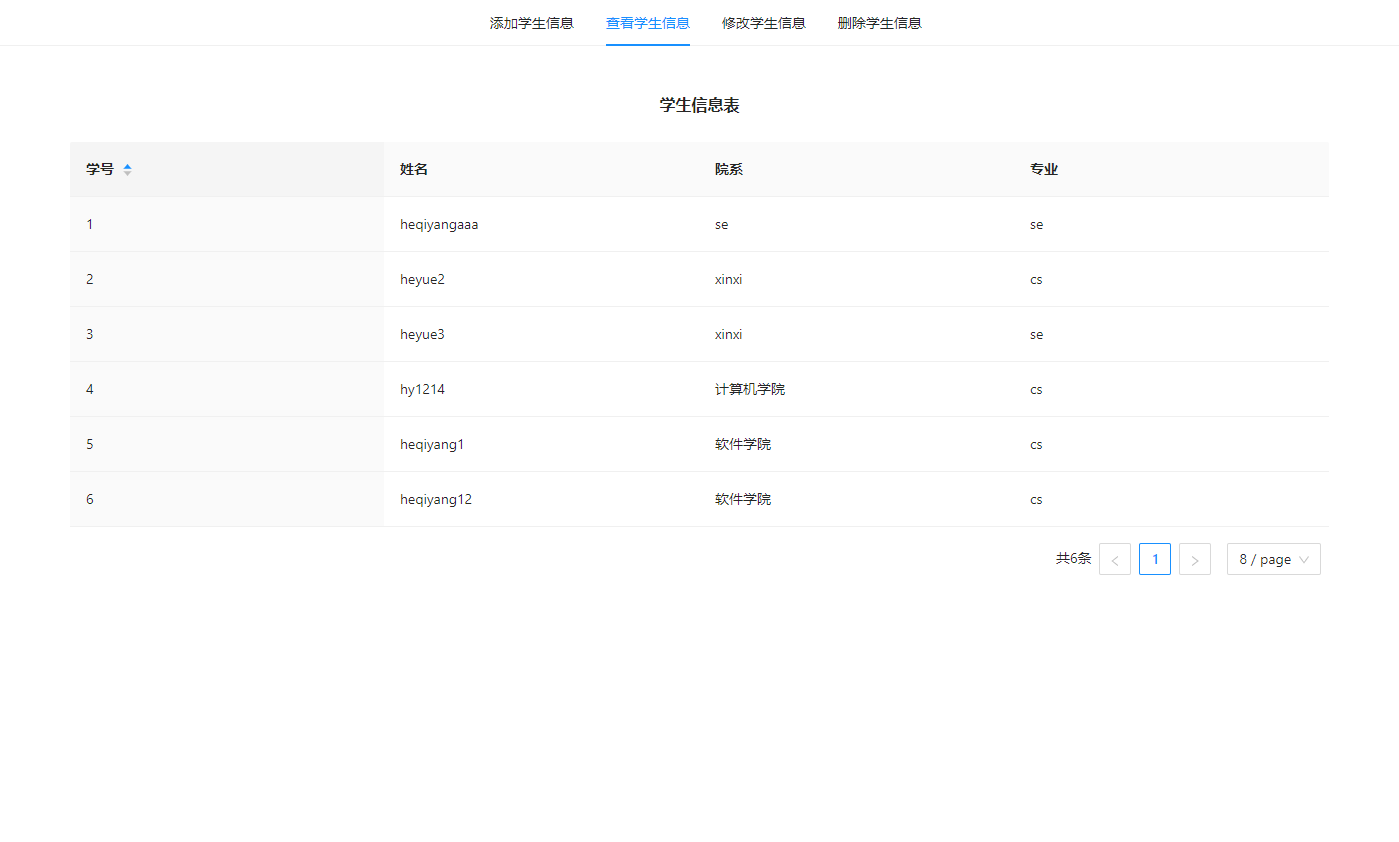 添加学生信息 查看学生信息 修改学生信息 删除学生信息
学生信息表
学号 姓名 院系 专业
1 heqiyangaaa se se
2 heyue2 xinxi cs
3 heyue3 xinxi se
4 hy1214 计算机学院 cs
5 heqiyang1 软件学院 cs
6 heqiyang12 软件学院 cs
共6条 < 1 > 8 / page